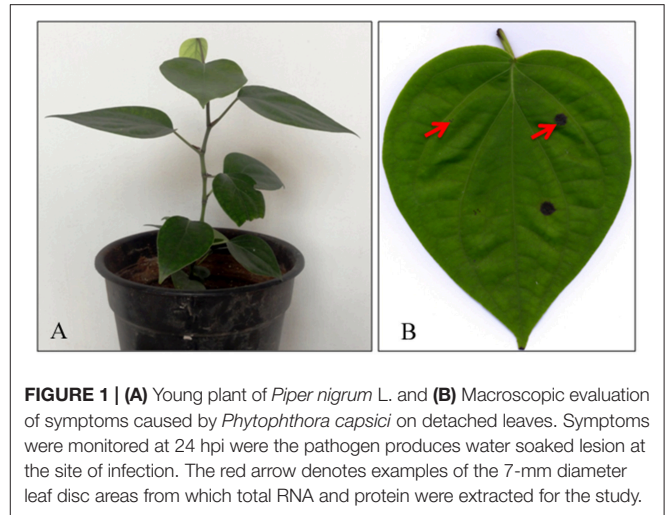 A
B
FIGURE 1 | (A) Young plant of Piper nigrum L. and (B) Macroscopic evaluation
of symptoms caused by Phytophthora capsici on detached leaves. Symptoms
were monitored at 24 hpi were the pathogen produces water soaked lesion at
the site of infection. The red arrow denotes examples of the 7-mm diameter
leaf disc areas from which total RNA and protein were extracted for the study.